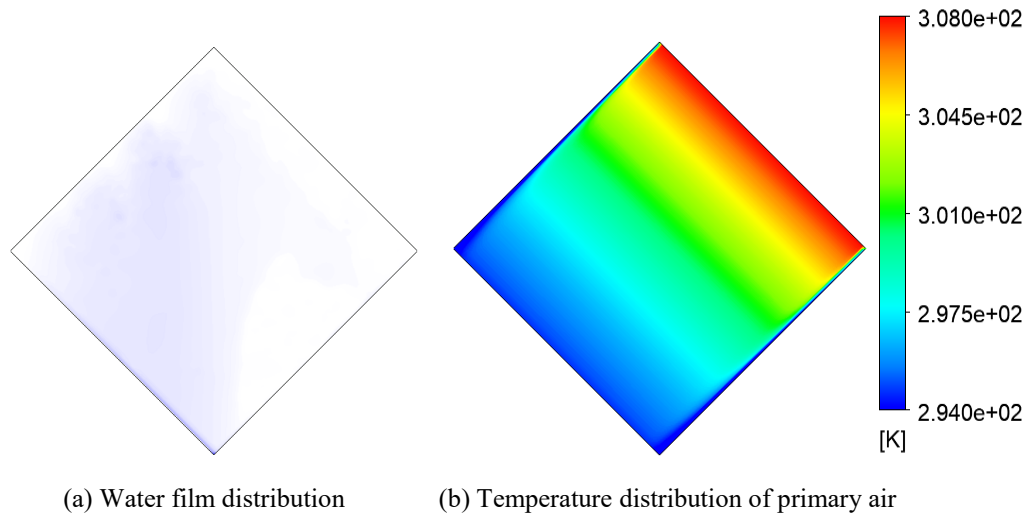 3.080e+02
3.045e+02
3.010e+02
2.975e+02
2.940e+02
[K]
(a) Water film distribution
(b) Temperature distribution of primary air